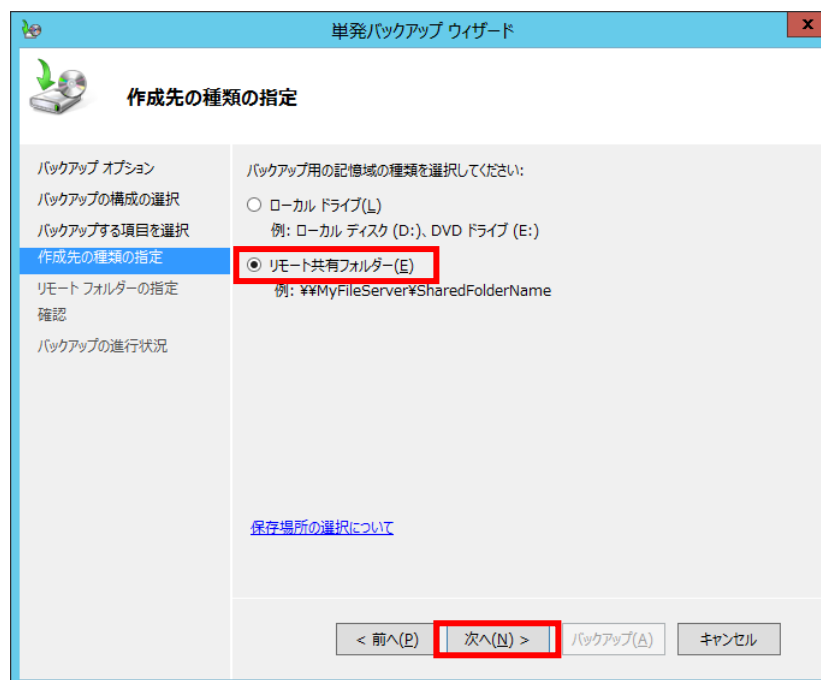 単発バックアップ ウィザード
x
作成先の種類の指定
バックアップ オプション
バックアップの構成の選択
バックアップする項目を選択
作成先の種類の指定
リモート フォルダーの指定
確認
バックアップの進行状況
バックアップ用の記憶域の種類を選択してください:
ローカル ドライブ(L)
例: ローカル ディスク (D:)、DVD ドライブ (E:)
リモート共有フォルダー(E)
例: ¥¥MyFileServer¥SharedFolderName
保存場所の選択について
< 前へ(P)
次へ(N) >
バックアップ(A)
キャンセル